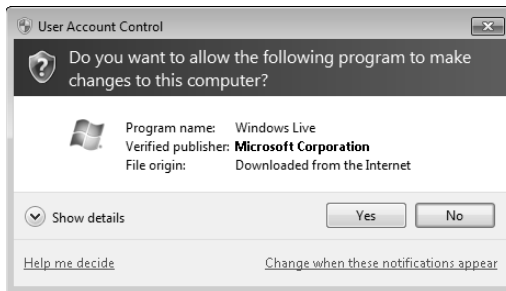 User Account Control
Do you want to allow the following program to make
changes to this computer?
Program name: Windows Live
Verified publisher: Microsoft Corporation
File origin: Downloaded from the Internet
Show details
Yes No
Help me decide Change when these notifications appear